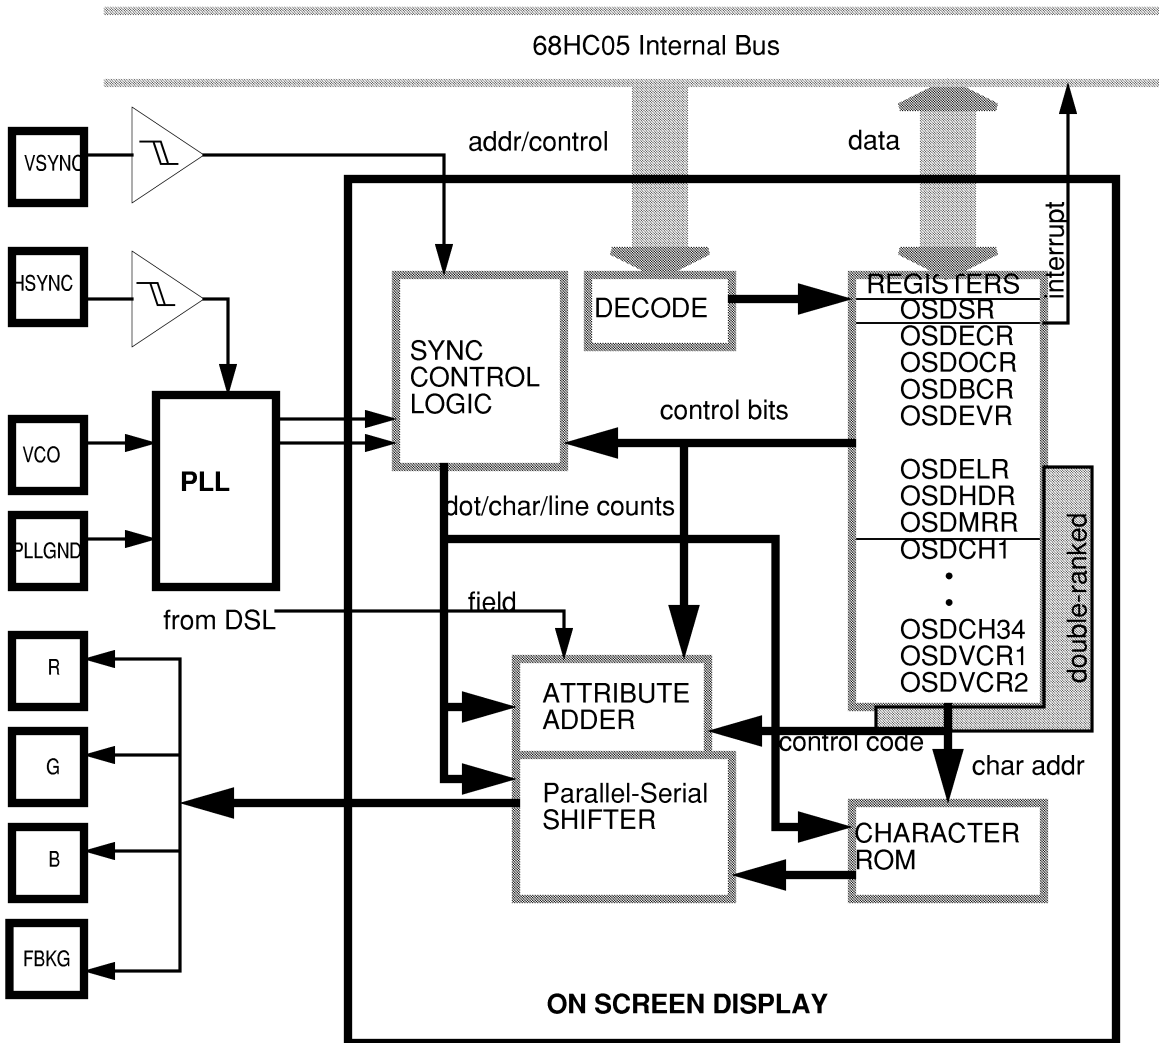 68HC05 Internal Bus
VSYNC
addr/control
data
interrupt
HSYNC
REGISTERS
OSDSR
OSDECR
OSDOCR
OSDBCR
OSDEVR
OSDELR
OSDHDR
OSDMRR
OSDCH1
•
•
OSDCH34
OSDVCR1
OSDVCR2
DECODE
SYNC
CONTROL
LOGIC
control bits
VCO
PLL
PLLGND
dot/char/line counts
double-ranked
field
from DSL
R
G
B
FBKG
ATTRIBUTE
ADDER
control code
char addr
Parallel-Serial
SHIFTER
CHARACTER
ROM
ON SCREEN DISPLAY